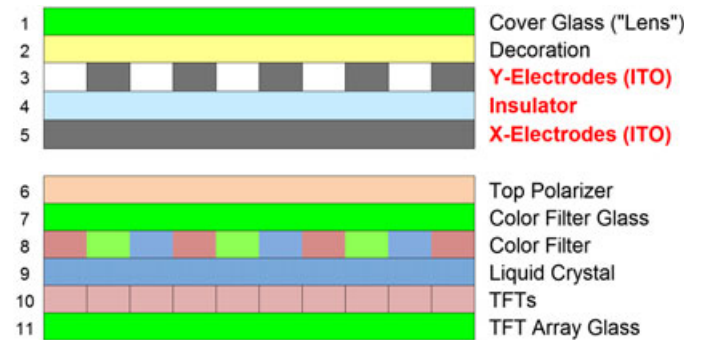 1 Cover Glass ("Lens")
2 Decoration
3 Y-Electrodes (ITO)
4 Insulator
5 X-Electrodes (ITO)
6 Top Polarizer
7 Color Filter Glass
8 Color Filter
9 Liquid Crystal
10 TFTs
11 TFT Array Glass